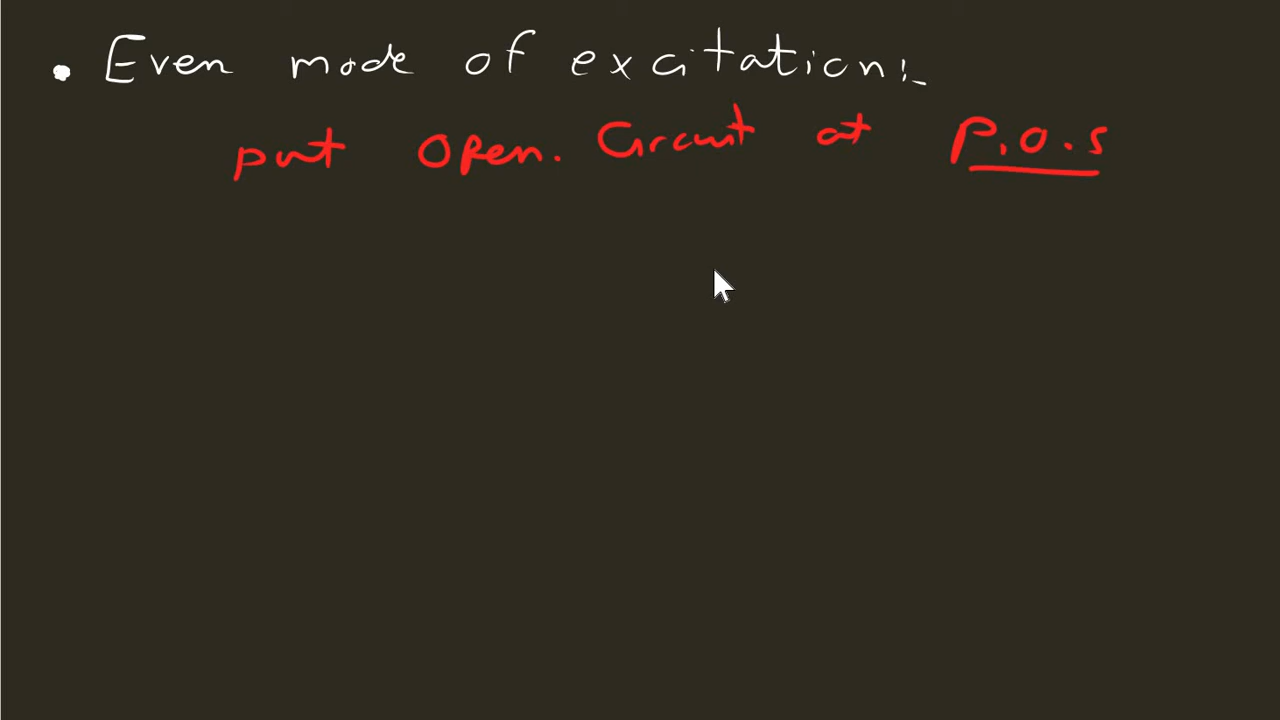 • Even mode of excitation:-
put open. Circuit at P.O.S